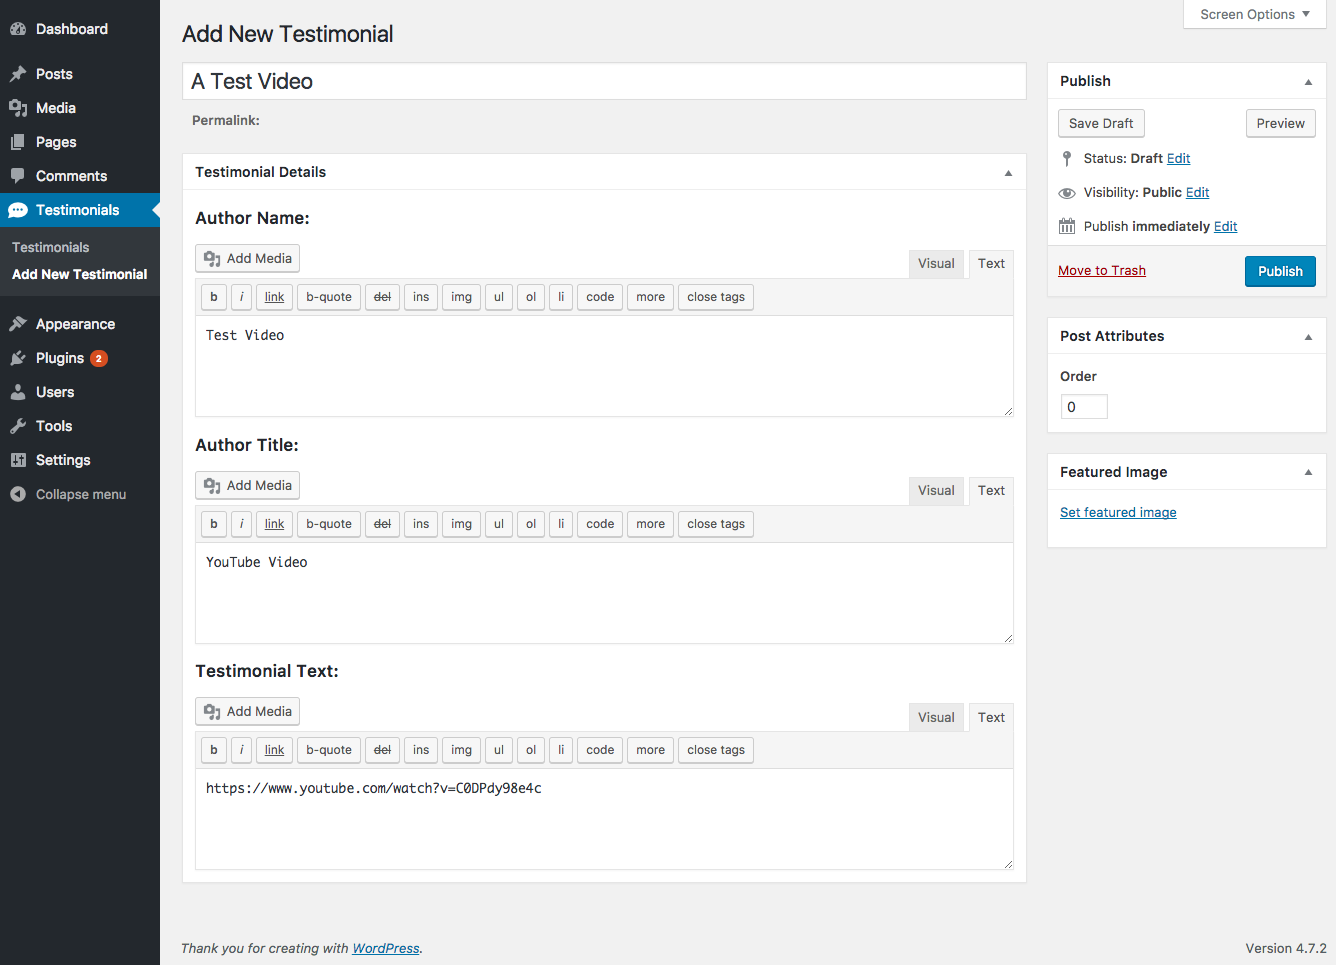 Dashboard
Posts
Media
Pages
Comments
Testimonials
Testimonials
Add New Testimonial
Appearance
Plugins 2
Users
Tools
Settings
Collapse menu
Screen Options
Add New Testimonial
A Test Video
Permalink:
Testimonial Details
Author Name:
Add Media
Visual Text
b i link b-quote del ins img ul ol li code more close tags
Test Video
Author Title:
Add Media
Visual Text
b i link b-quote del ins img ul ol li code more close tags
YouTube Video
Testimonial Text:
Add Media
Visual Text
b i link b-quote del ins img ul ol li code more close tags
https://www.youtube.com/watch?v=C0DPdy98e4c
Publish
Save Draft Preview
Status: Draft Edit
Visibility: Public Edit
Publish immediately Edit
Move to Trash Publish
Post Attributes
Order
0
Featured Image
Set featured image
Thank you for creating with WordPress.
Version 4.7.2